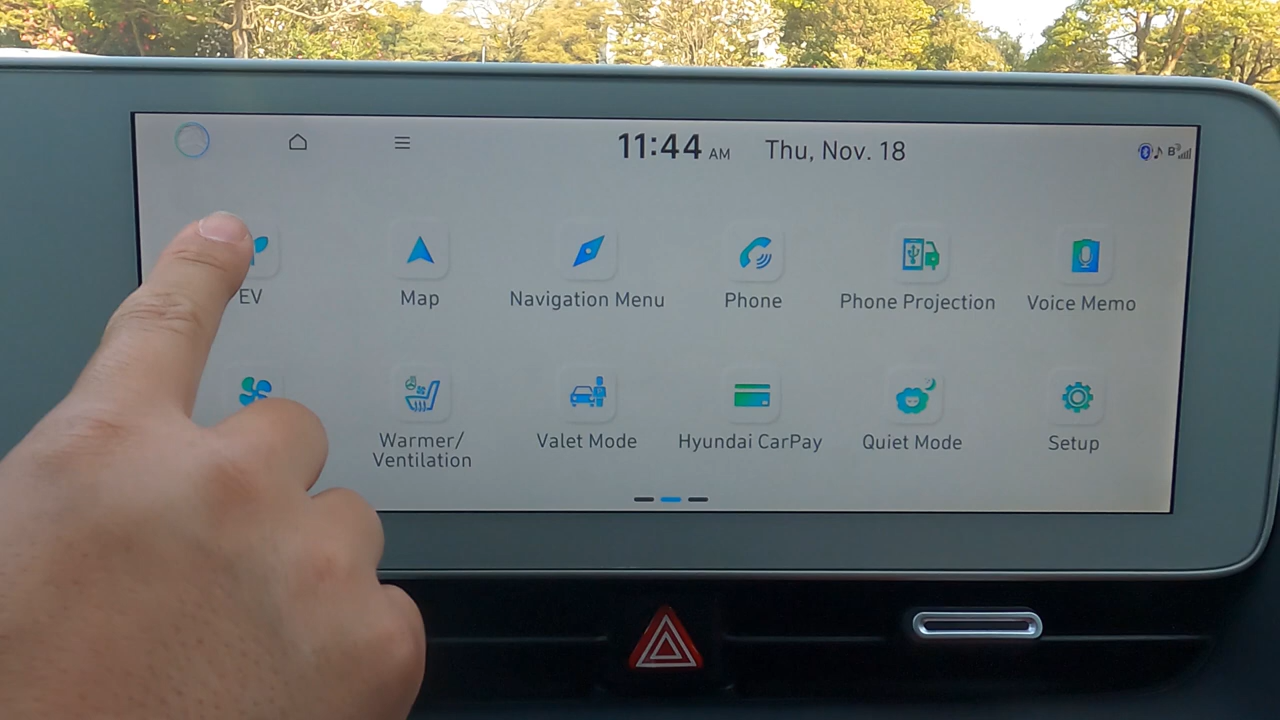 11:44 AM Thu, Nov. 18
EV
Map
Navigation Menu
Phone
Phone Projection
Voice Memo
Warmer/
Ventilation
Valet Mode
Hyundai CarPay
Quiet Mode
Setup